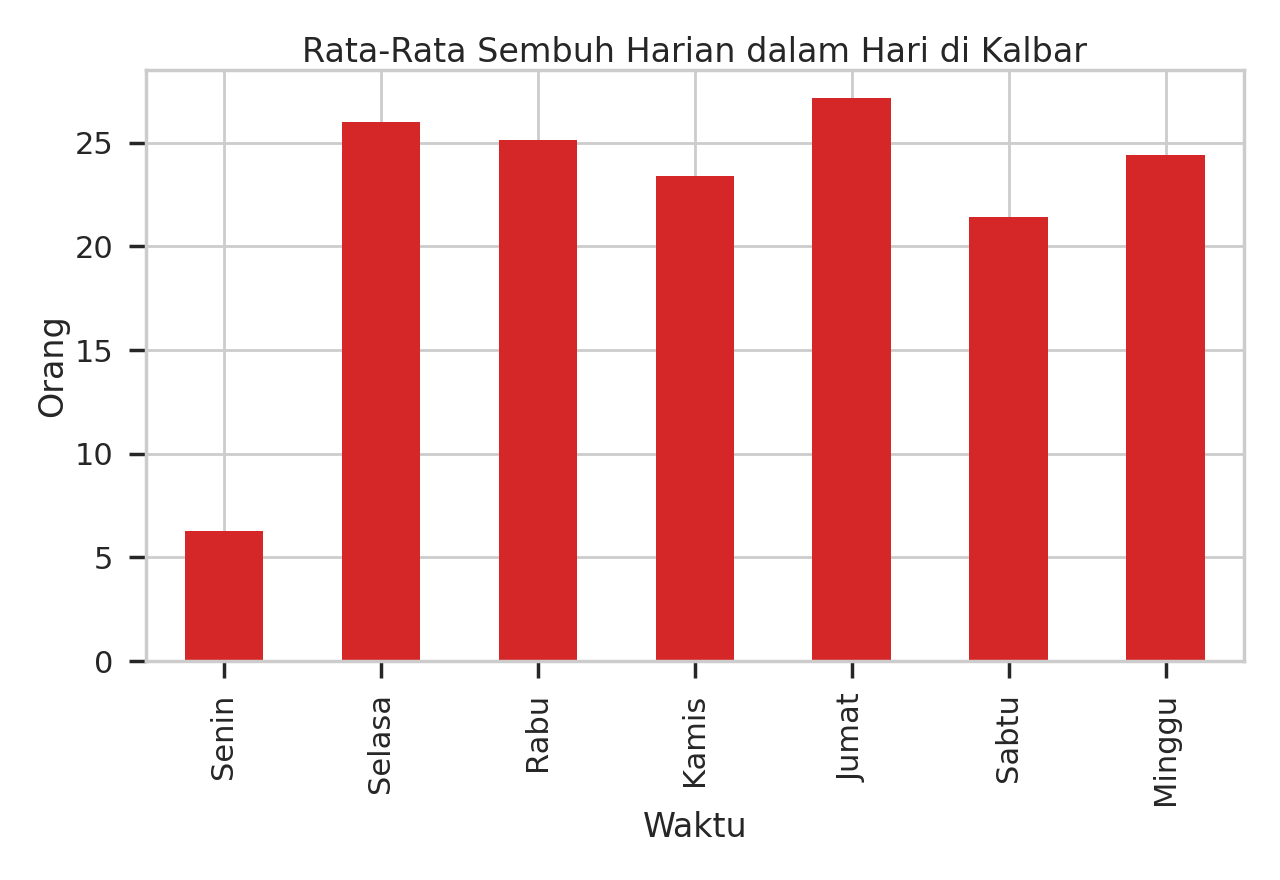 Rata-Rata Sembuh Harian dalam Hari di Kalbar
Orang
25
20
15
10
5
0
Senin
Selasa
Rabu
Kamis
Jumat
Sabtu
Minggu
Waktu